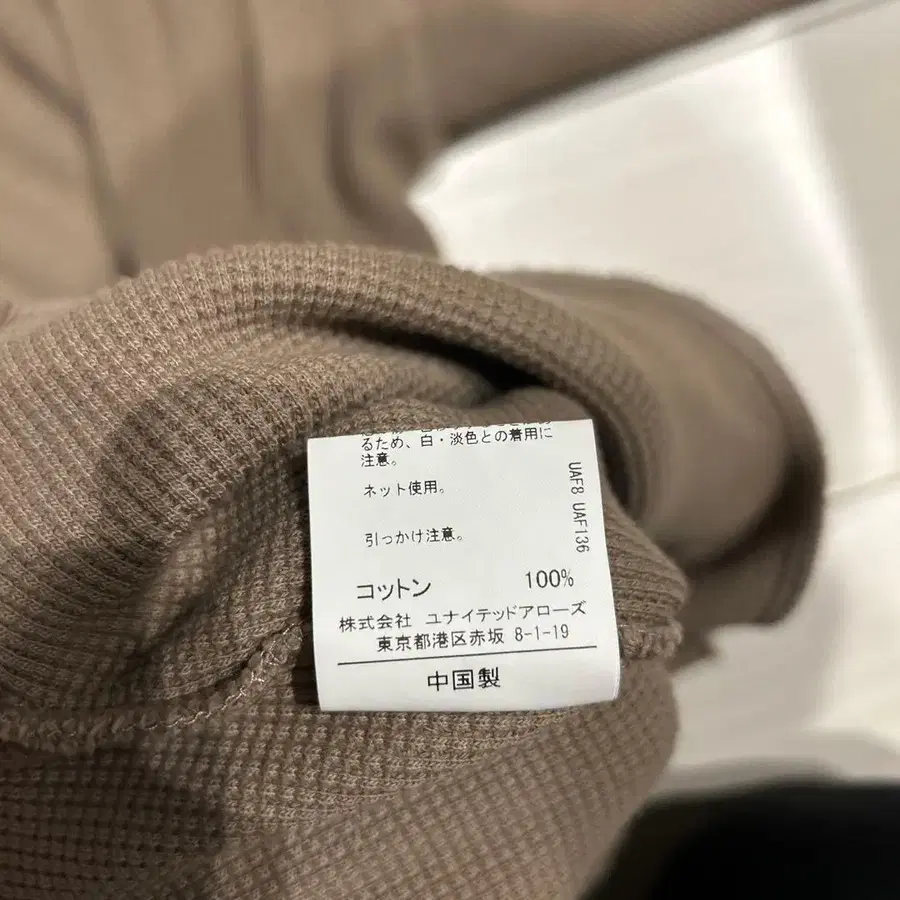 るため、白・淡色との着用に
注意。
ネット使用。
引っかけ注意。
UAF8 UAF136
コットン 100%
株式会社 ユナイテッドアローズ
東京都港区赤坂 8-1-19
中国製